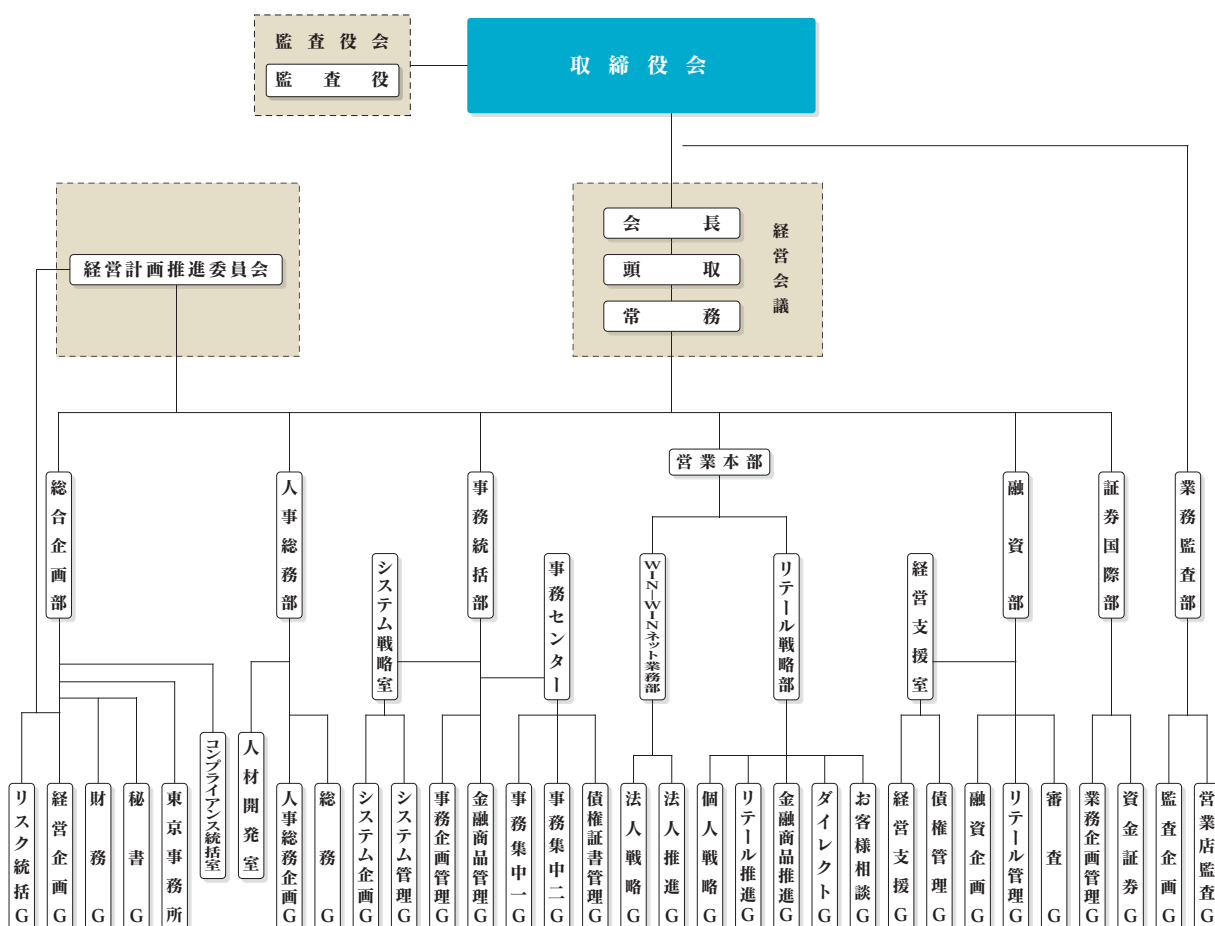 監査役会
監査役
取締役会
経営計画推進委員会
会長
頭取
常務
経営会議
営業本部
総合企画部
人事総務部
事務統括部
融資部
証券国際部
業務監査部
システム戦略室
事務センター
WIN―WINネット業務部
リテール戦略部
経営支援室
コンプライアンス統括室
人材開発室
リスク統括G
経営企画G
財務G
秘書G
東京事務所
人事総務企画G
総務G
システム企画G
システム管理G
事務企画管理G
金融商品管理G
事務集中一G
事務集中二G
債権証書管理G
法人戦略G
法人推進G
個人戦略G
リテール推進G
金融商品推進G
ダイレクトG
お客様相談G
経営支援G
債権管理G
融資企画G
リテール管理G
審査G
業務企画管理G
資金証券G
監査企画G
営業店監査G